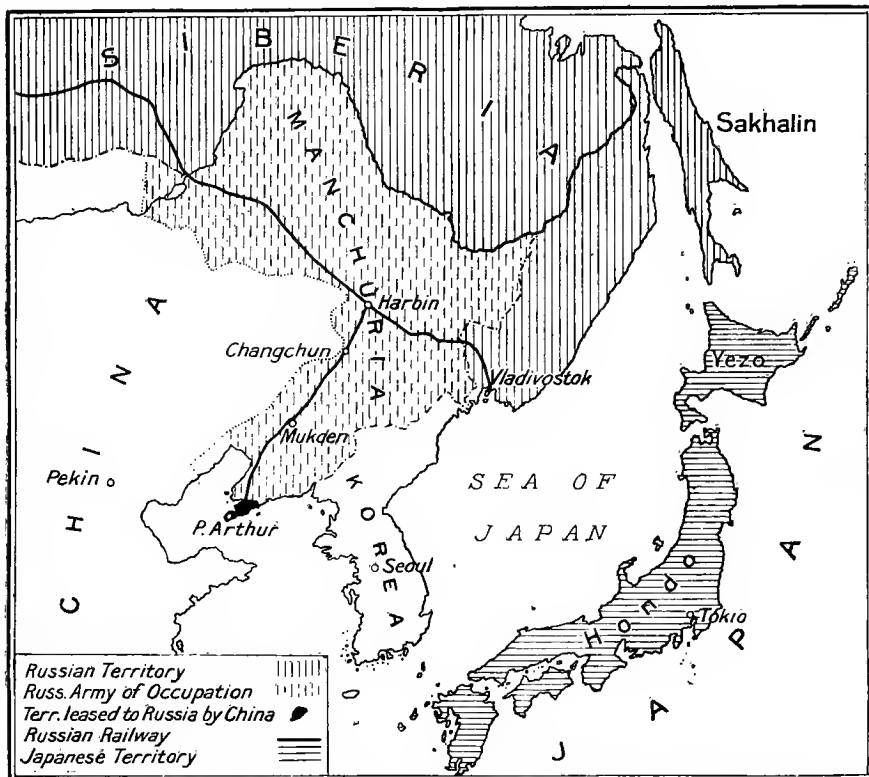 SIBERIA
Sakhalin
MANCHURIA
Harbin
Changchun
Vladivostok
Yezo
Mukden
CHINA
Pekin
P. Arthur
KOREA
Seoul
SEA OF
JAPAN
Hondo
Tokio
JAPAN
Russian Territory
Russ. Army of Occupation
Terr. leased to Russia by China
Russian Railway
Japanese Territory